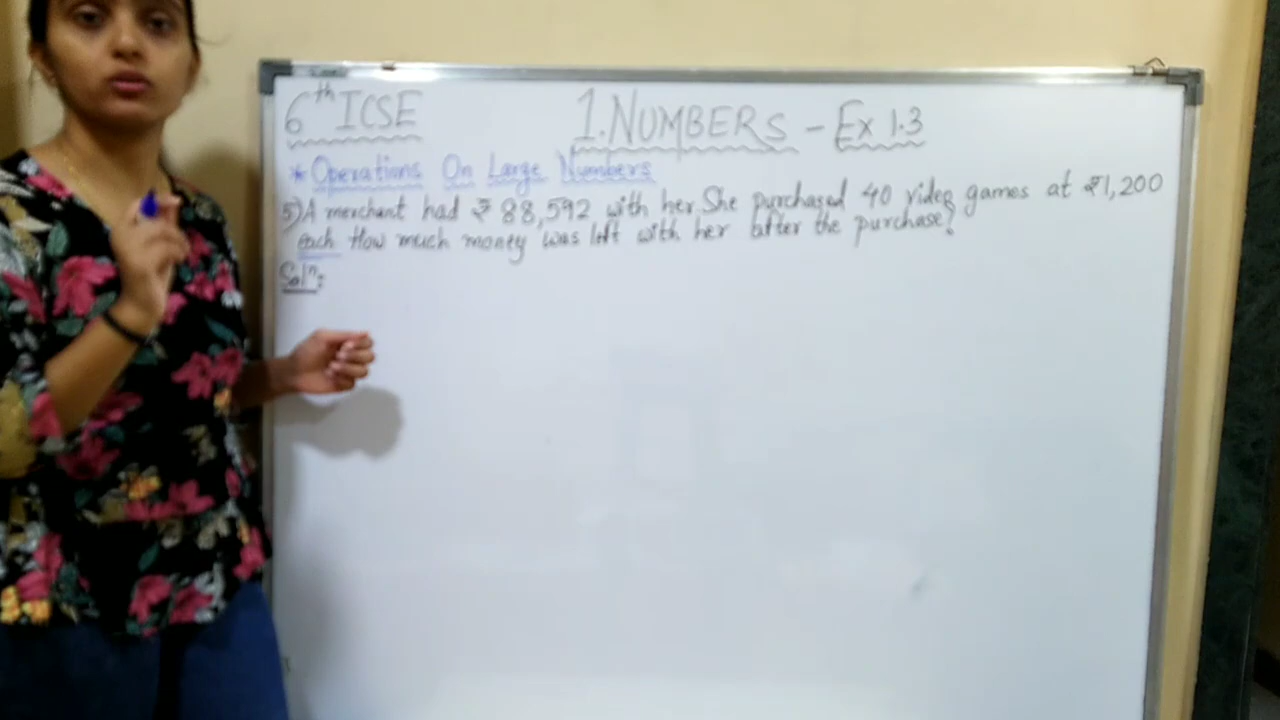 6th ICSE
1. NUMBERS - Ex 1.3
* Operations On Large Numbers
5) A merchant had ₹ 88,592 with her. She purchased 40 video games at ₹1,200
each How much money was left with her after the purchase?
Solⁿ: